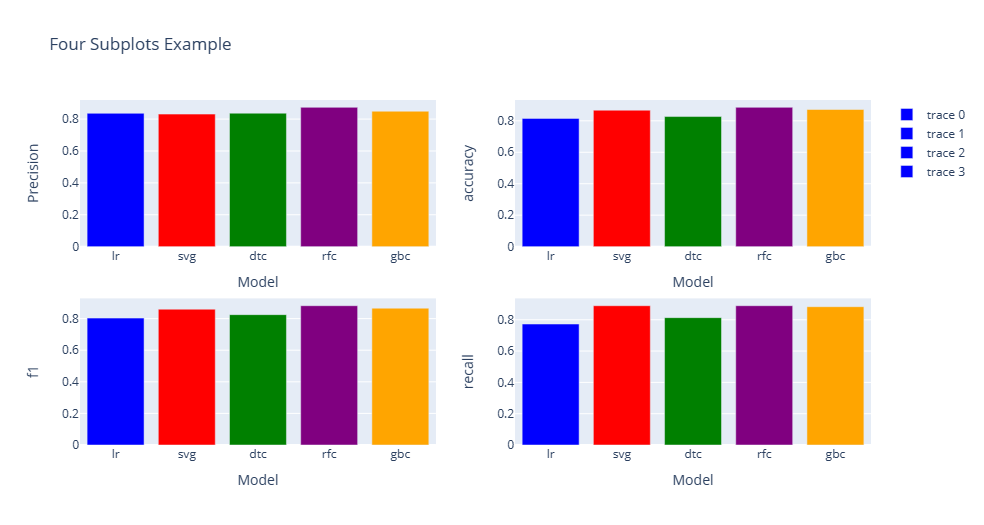 Four Subplots Example
Precision
0.8
0.6
0.4
0.2
0
lr svg dtc rfc gbc
Model
accuracy
0.8
0.6
0.4
0.2
0
lr svg dtc rfc gbc
Model
trace 0
trace 1
trace 2
trace 3
f1
0.8
0.6
0.4
0.2
0
lr svg dtc rfc gbc
Model
recall
0.8
0.6
0.4
0.2
0
lr svg dtc rfc gbc
Model